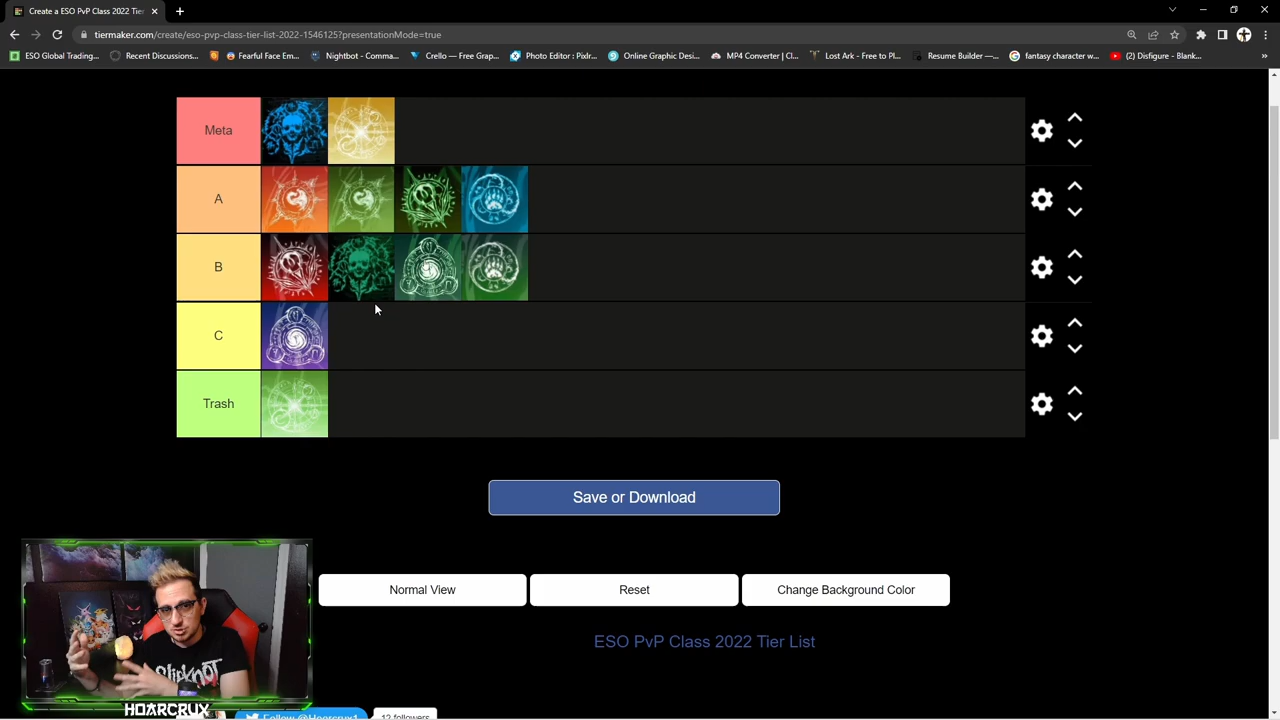 Create a ESO PvP Class 2022 Tier
tiermaker.com/create/eso-pvp-class-tier-list-2022-1546125?presentationMode=true
ESO Global Trading...
Recent Discussions...
Fearful Face Em...
Nightbot - Comma...
Crello — Free Grap...
Photo Editor : Pixlr...
Online Graphic Desi...
MP4 Converter | Cl...
Lost Ark - Free to Pl...
Resume Builder —...
fantasy character w...
(2) Disfigure - Blank...
Meta
A
B
C
Trash
Save or Download
Normal View
Reset
Change Background Color
ESO PvP Class 2022 Tier List
Slipknot
HOARCRUX
Follow @Hoarcrux1
12 followers